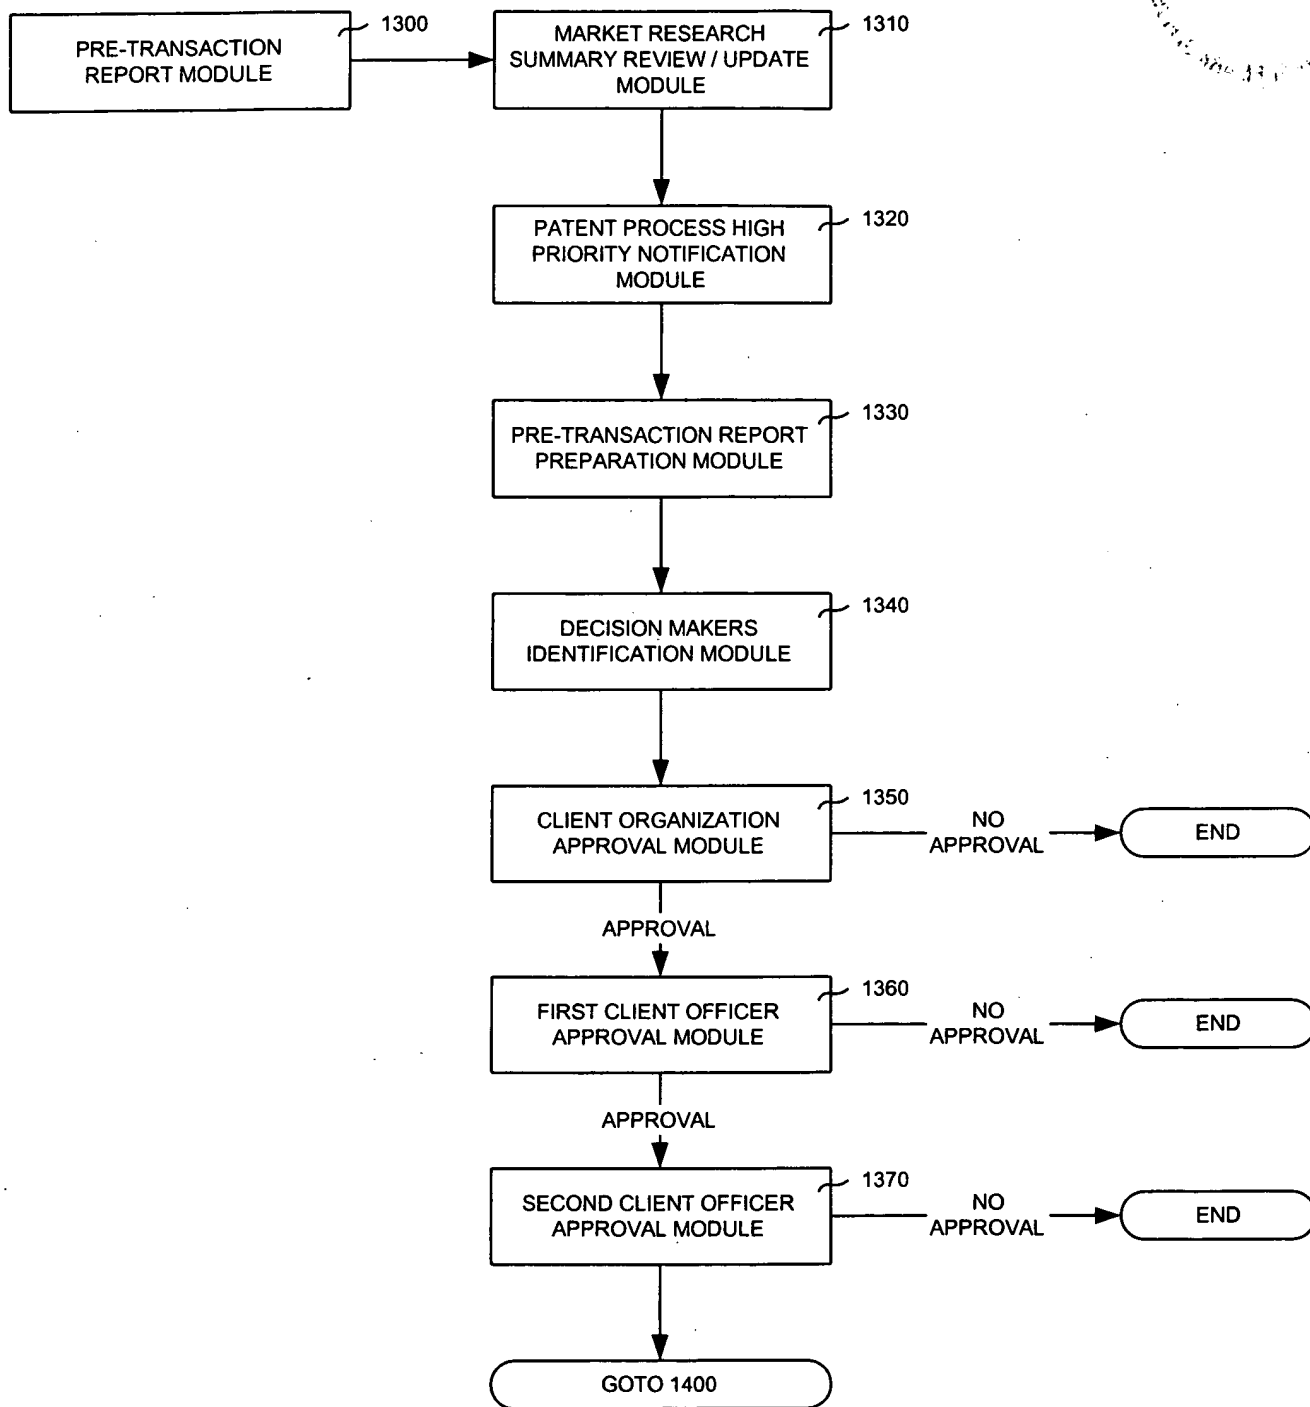 PRE-TRANSACTION
REPORT MODULE
1300
MARKET RESEARCH
SUMMARY REVIEW / UPDATE
MODULE
1310
PATENT PROCESS HIGH
PRIORITY NOTIFICATION
MODULE
1320
PRE-TRANSACTION REPORT
PREPARATION MODULE
1330
DECISION MAKERS
IDENTIFICATION MODULE
1340
CLIENT ORGANIZATION
APPROVAL MODULE
1350
NO
APPROVAL
END
APPROVAL
FIRST CLIENT OFFICER
APPROVAL MODULE
1360
NO
APPROVAL
END
APPROVAL
SECOND CLIENT OFFICER
APPROVAL MODULE
1370
NO
APPROVAL
END
GOTO 1400